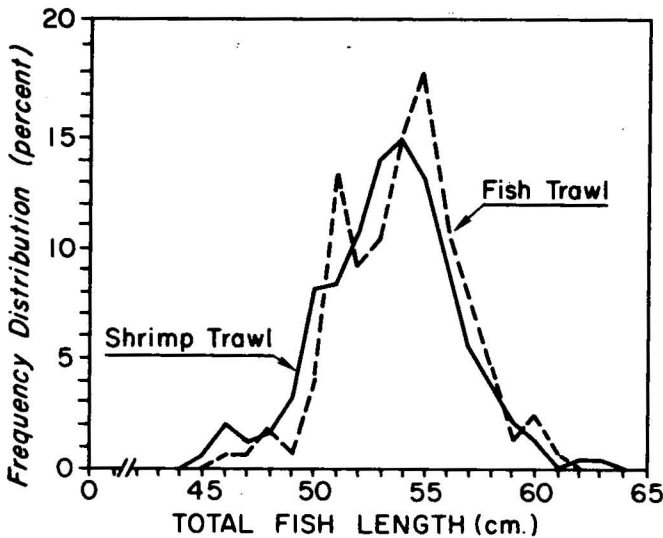 20
15
10
5
0
Frequency Distribution (percent)
Fish Trawl
Shrimp Trawl
0 45 50 55 60 65
TOTAL FISH LENGTH (cm.)